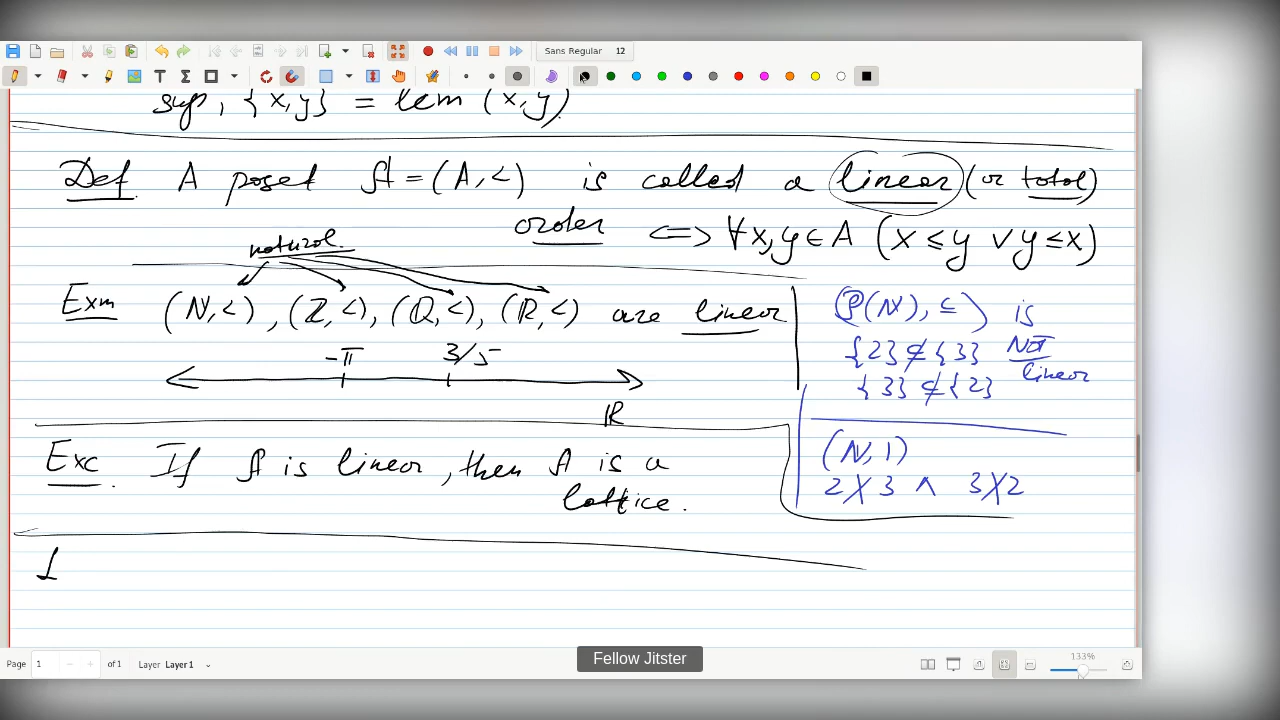 Sans Regular 12
sup, {x,y} = lcm (x,y).
Def. A poset 𝔄 = (A, <) is called a linear (or total)
order <=> ∀x,y ∈ A (x ≤ y ∨ y ≤ x)
natural.
Exm (N, <), (Z, <), (Q, <), (R, <) are linear
-π 3/5
R
(P(N), ⊆) is
{2} ⊄ {3} NOT
{3} ⊄ {2} linear
(N, |)
2 ∤ 3 ∧ 3 ∤ 2
Exc. If 𝔄 is linear, then 𝔄 is a
lattice.
Page 1 of 1 Layer Layer 1
Fellow Jitster
133%